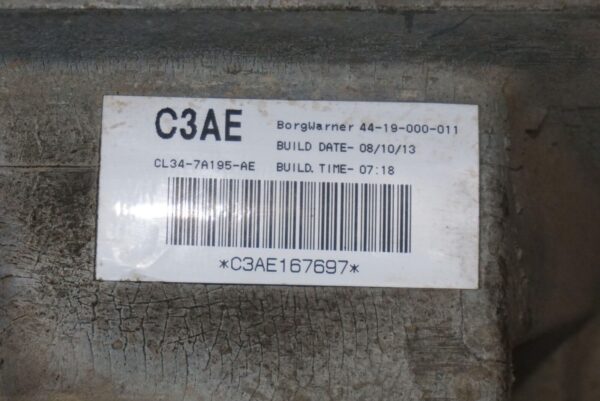 C3AE
BorgWarner 44-19-000-011
BUILD DATE- 08/10/13
CL34-7A195-AE BUILD. TIME- 07:18
*C3AE167697*